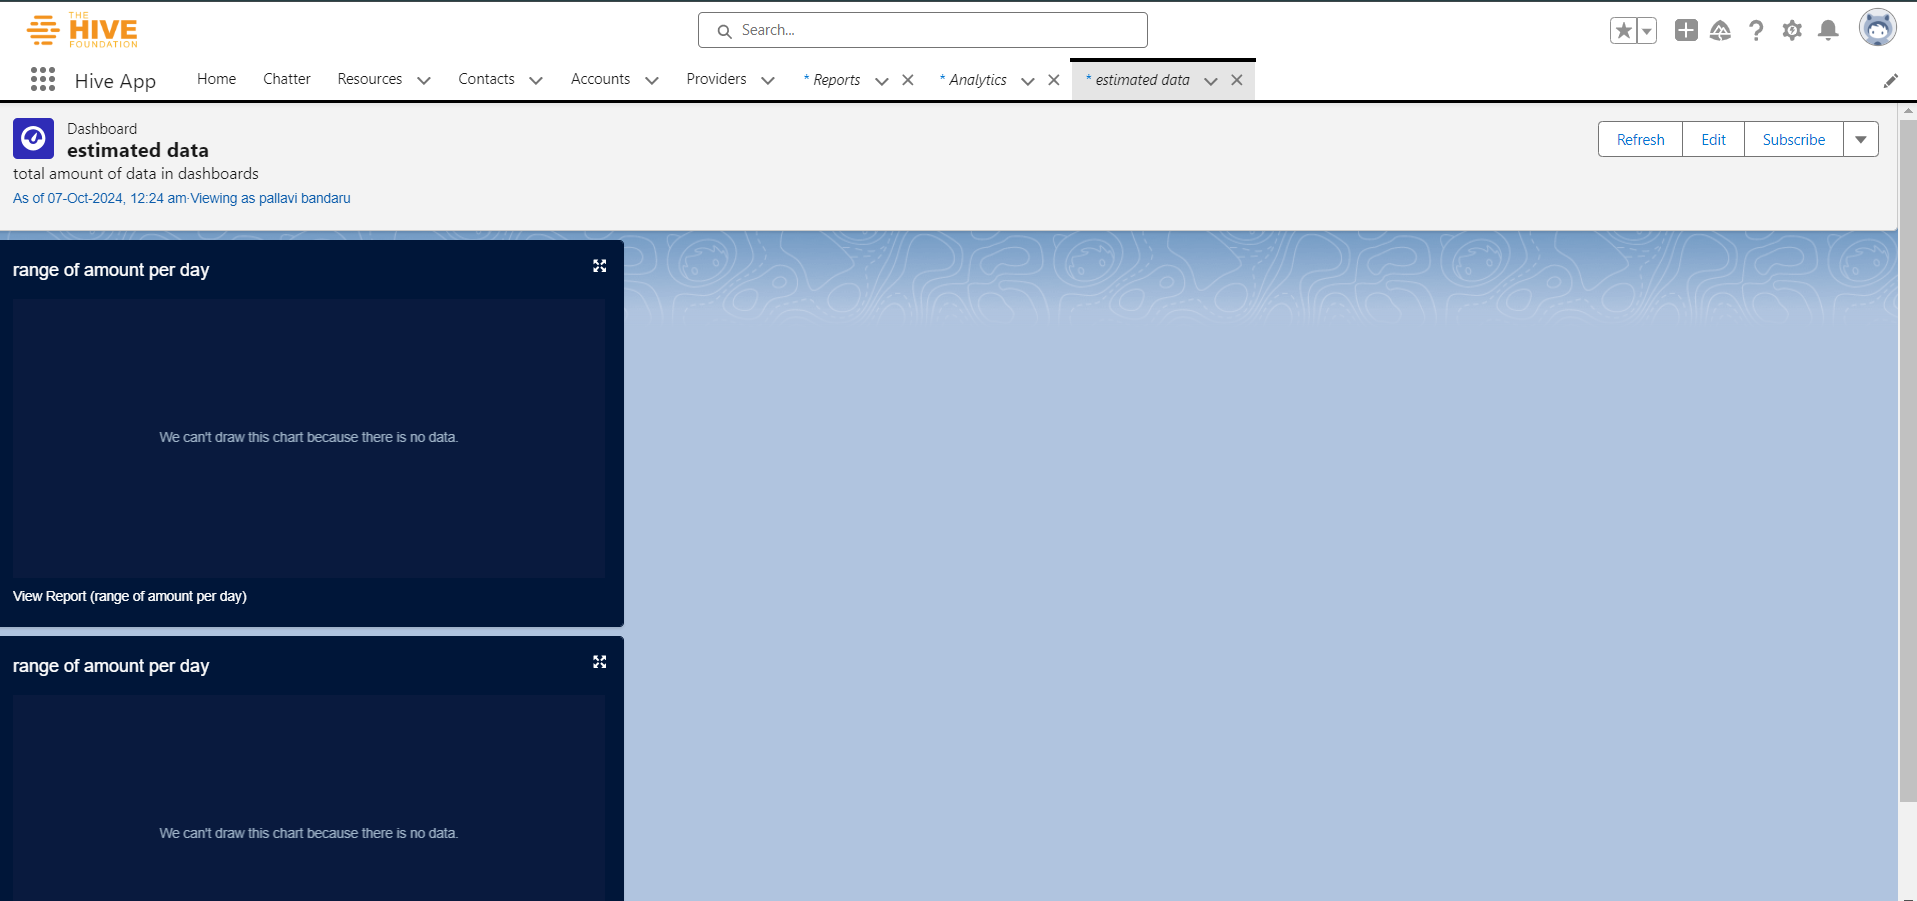 THE
HIVE
FOUNDATION
Search...
Hive App
Home
Chatter
Resources
Contacts
Accounts
Providers
* Reports
* Analytics
* estimated data
Dashboard
estimated data
total amount of data in dashboards
As of 07-Oct-2024, 12:24 am·Viewing as pallavi bandaru
Refresh
Edit
Subscribe
range of amount per day
We can't draw this chart because there is no data.
View Report (range of amount per day)
range of amount per day
We can't draw this chart because there is no data.